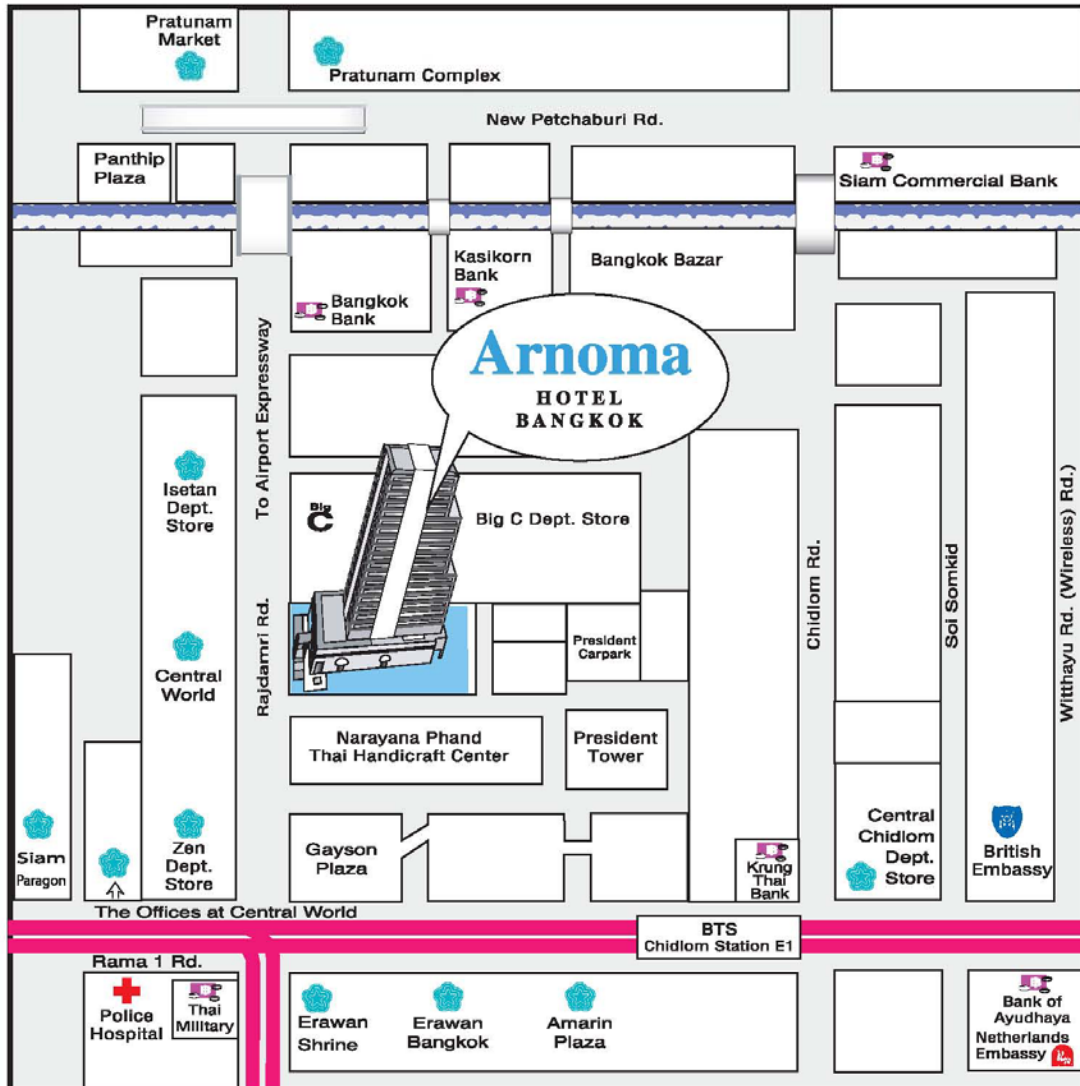 Pratunam
Market
Pratunam Complex
New Petchaburi Rd.
Panthip
Plaza
Siam Commercial Bank
Kasikorn
Bank
Bangkok Bazar
Bangkok
Bank
Arnoma
HOTEL
BANGKOK
To Airport Expressway
Isetan
Dept.
Store
Big
C
Big C Dept. Store
Chidlom Rd.
Soi Somkid
Witthayu Rd. (Wireless) Rd.)
Rajdamri Rd.
President
Carpark
Central
World
Narayana Phand
Thai Handicraft Center
President
Tower
Siam
Paragon
Zen
Dept.
Store
Gayson
Plaza
Krung
Thai
Bank
Central
Chidlom
Dept.
Store
British
Embassy
The Offices at Central World
BTS
Chidlom Station E1
Rama 1 Rd.
Police
Hospital
Thai
Military
Erawan
Shrine
Erawan
Bangkok
Amarin
Plaza
Bank of
Ayudhaya
Netherlands
Embassy